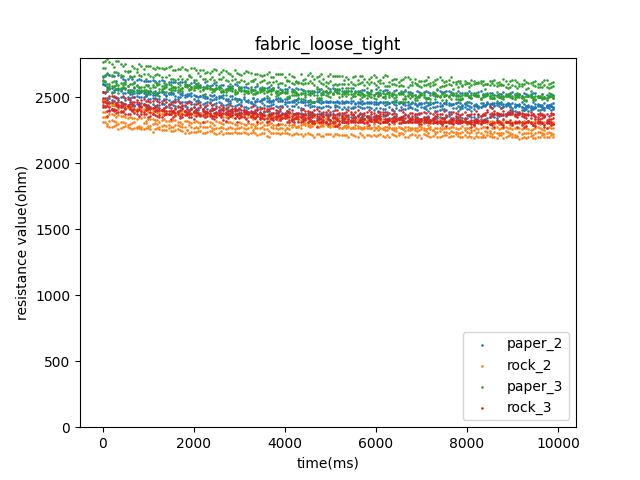 fabric_loose_tight
resistance value(ohm)
2500
2000
1500
1000
500
0
0
2000
4000
6000
8000
10000
time(ms)
paper_2
rock_2
paper_3
rock_3